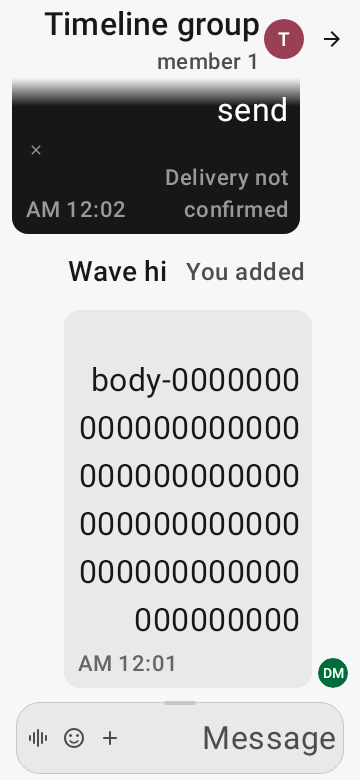 Timeline group
member 1
T
send
Delivery not
confirmed
AM 12:02
You added
Wave hi
body-0000000
000000000000
000000000000
000000000000
000000000000
000000000
AM 12:01
DM
Message